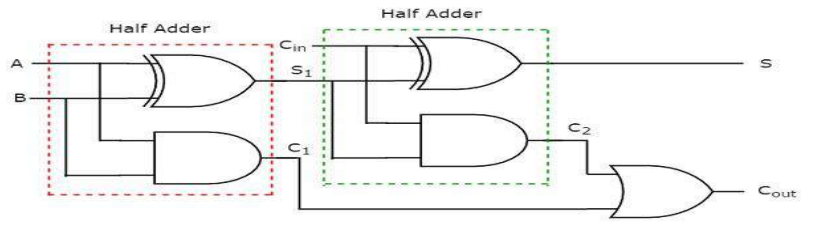 Half Adder
Half Adder
A
B
Cin
S1
C1
C2
S
Cout